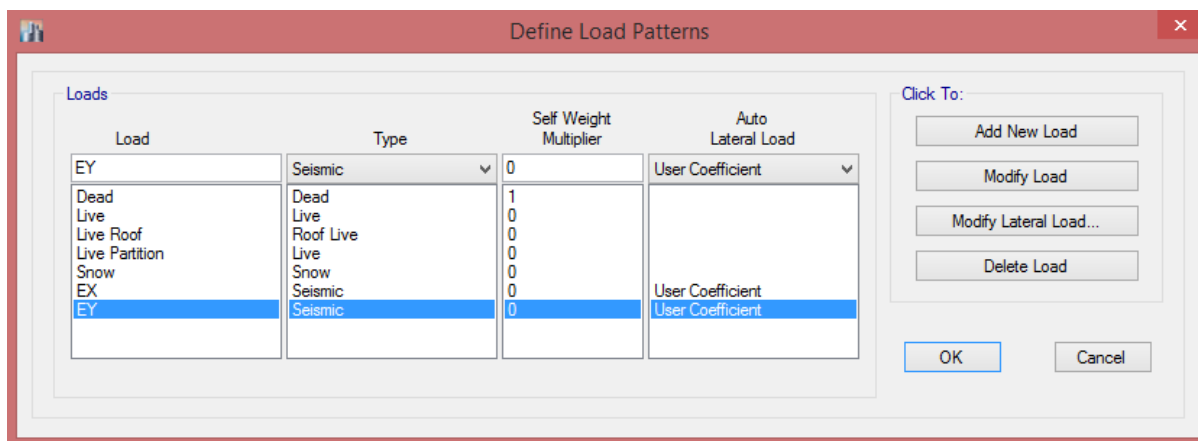 Define Load Patterns
Loads
Click To:
Load Type Self Weight Multiplier Auto Lateral Load
EY Seismic 0 User Coefficient
Dead Dead 1
Live Live 0
Live Roof Roof Live 0
Live Partition Live 0
Snow Snow 0
EX Seismic 0 User Coefficient
EY Seismic 0 User Coefficient
Add New Load
Modify Load
Modify Lateral Load...
Delete Load
OK Cancel